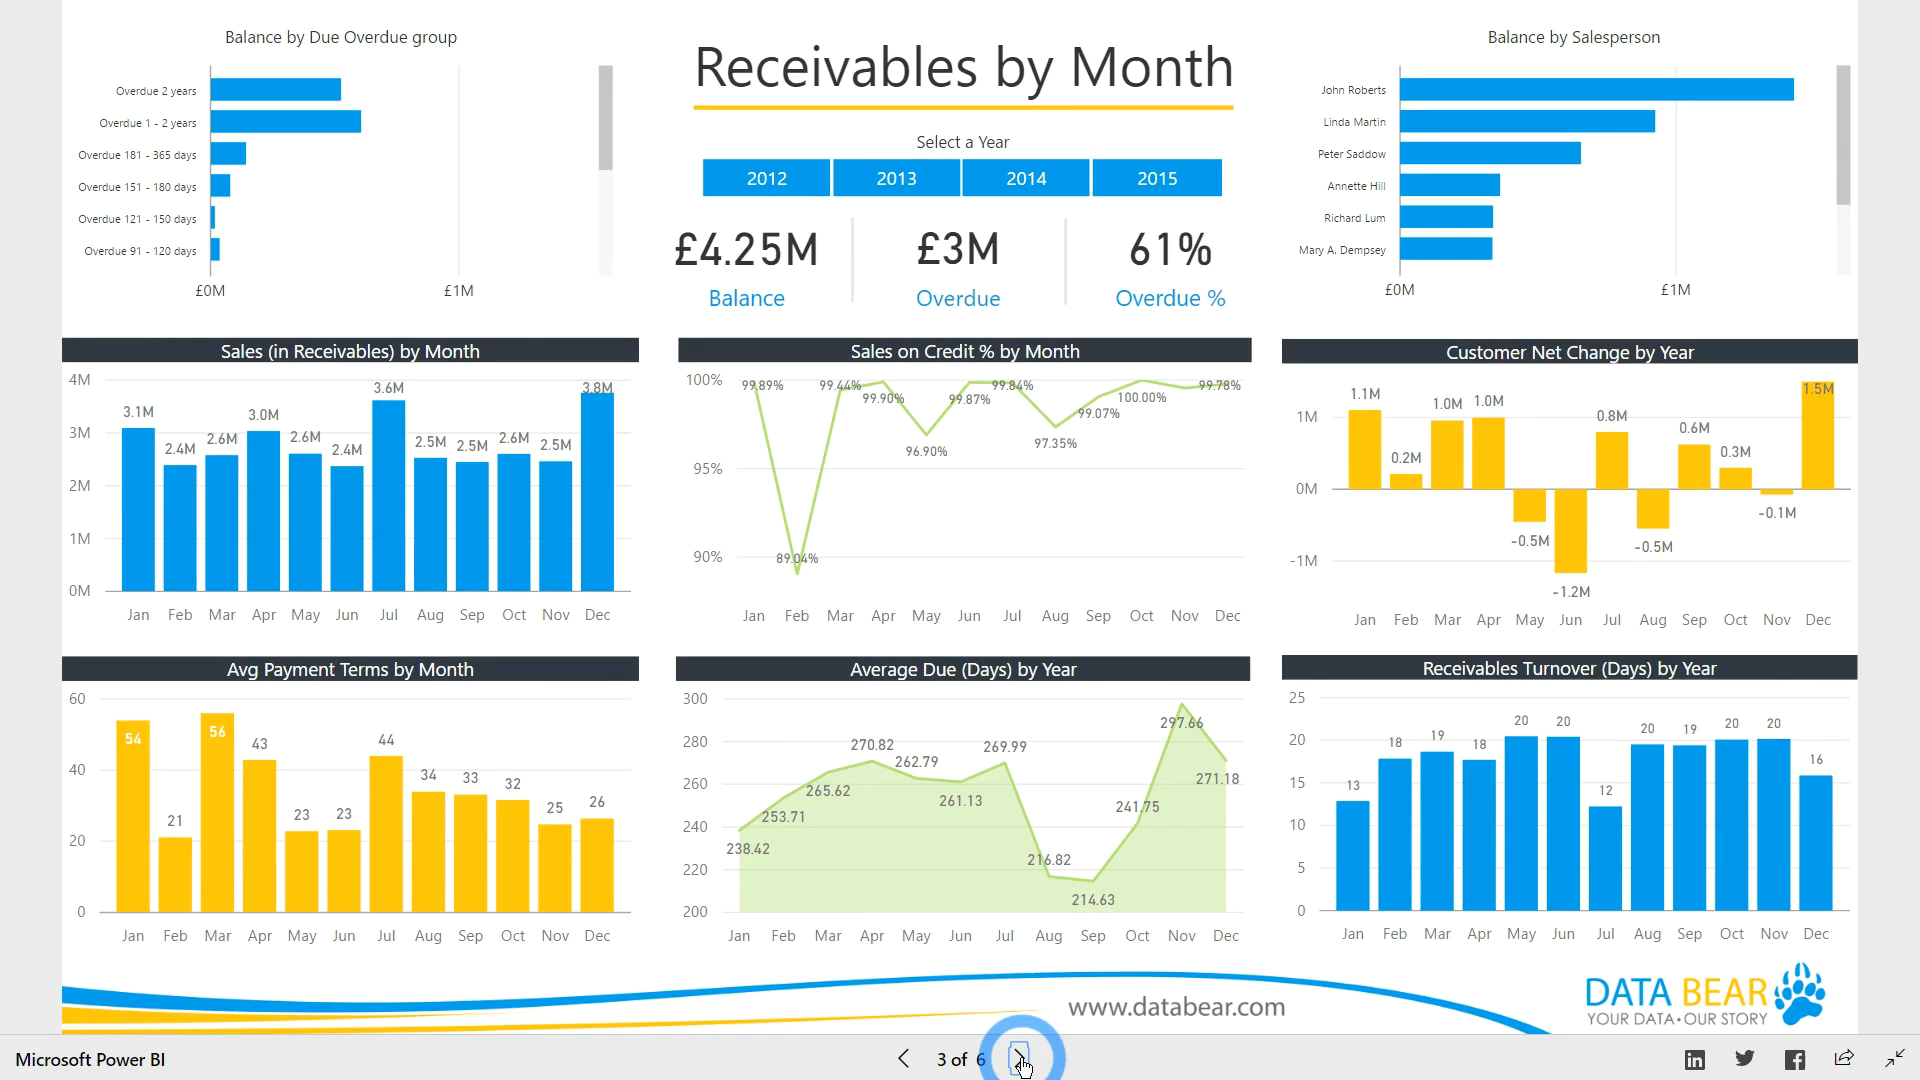 Balance by Due Overdue group
Overdue 2 years
Overdue 1 - 2 years
Overdue 181 - 365 days
Overdue 151 - 180 days
Overdue 121 - 150 days
Overdue 91 - 120 days
£0M £1M
Receivables by Month
Select a Year
2012 2013 2014 2015
£4.25M £3M 61%
Balance Overdue Overdue %
Balance by Salesperson
John Roberts
Linda Martin
Peter Saddow
Annette Hill
Richard Lum
Mary A. Dempsey
£0M £1M
Sales (in Receivables) by Month
4M
3M
2M
1M
0M
3.1M 2.4M 2.6M 3.0M 2.6M 2.4M 3.6M 2.5M 2.5M 2.6M 2.5M 3.8M
Jan Feb Mar Apr May Jun Jul Aug Sep Oct Nov Dec
Sales on Credit % by Month
100%
95%
90%
99.89% 89.04% 99.44% 99.90% 96.90% 99.87% 99.84% 97.35% 99.07% 100.00% 99.78%
Jan Feb Mar Apr May Jun Jul Aug Sep Oct Nov Dec
Customer Net Change by Year
1M
0M
-1M
1.1M 0.2M 1.0M 1.0M -0.5M -1.2M 0.8M -0.5M 0.6M 0.3M -0.1M 1.5M
Jan Feb Mar Apr May Jun Jul Aug Sep Oct Nov Dec
Avg Payment Terms by Month
60
40
20
0
54 21 56 43 23 23 44 34 33 32 25 26
Jan Feb Mar Apr May Jun Jul Aug Sep Oct Nov Dec
Average Due (Days) by Year
300
280
260
240
220
200
238.42 253.71 265.62 270.82 262.79 261.13 269.99 216.82 214.63 241.75 297.66 271.18
Jan Feb Mar Apr May Jun Jul Aug Sep Oct Nov Dec
Receivables Turnover (Days) by Year
25
20
15
10
5
0
13 18 19 18 20 20 12 20 19 20 20 16
Jan Feb Mar Apr May Jun Jul Aug Sep Oct Nov Dec
www.databear.com
DATA BEAR
YOUR DATA•OUR STORY
Microsoft Power BI
3 of 6